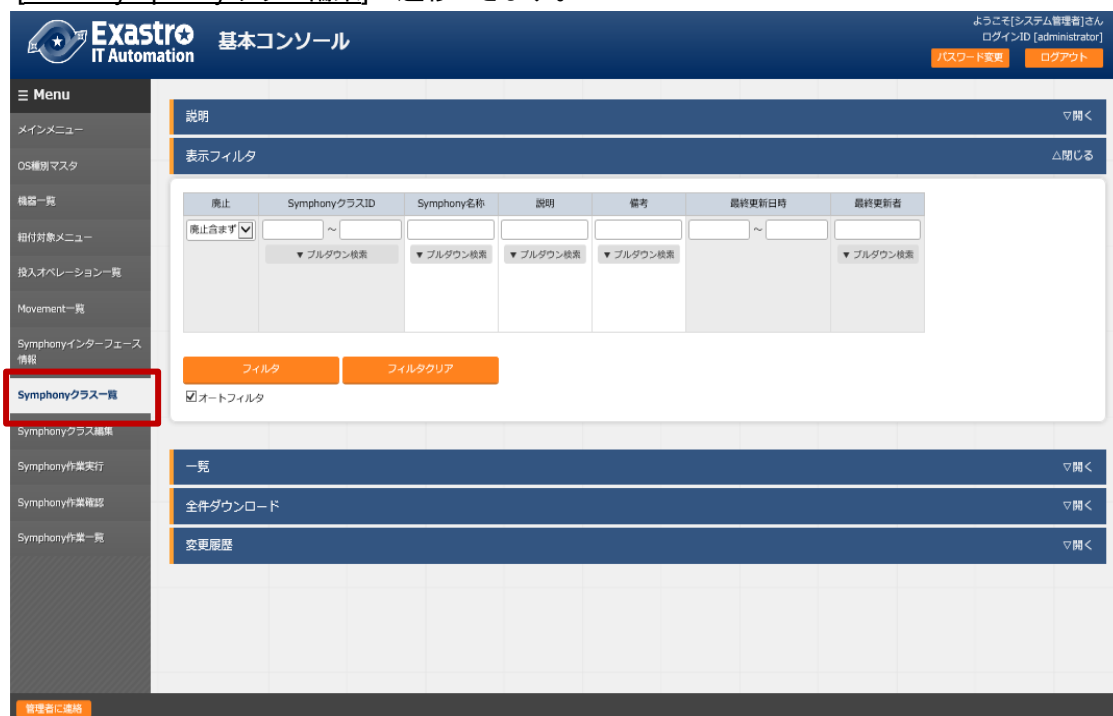 Exastro
IT Automation
基本コンソール
ようこそ[システム管理者]さん
ログインID [administrator]
パスワード変更 ログアウト
Menu
メインメニュー
OS種別マスタ
機器一覧
紐付対象メニュー
投入オペレーション一覧
Movement一覧
Symphonyインターフェース
情報
Symphonyクラス一覧
Symphonyクラス編集
Symphony作業実行
Symphony作業確認
Symphony作業一覧
説明 ▽開く
表示フィルタ △閉じる
廃止 SymphonyクラスID Symphony名称 説明 備考 最終更新日時 最終更新者
廃止含まず ～ ～
▼プルダウン検索 ▼プルダウン検索 ▼プルダウン検索 ▼プルダウン検索 ▼プルダウン検索
フィルタ フィルタクリア
オートフィルタ
一覧 ▽開く
全件ダウンロード ▽開く
変更履歴 ▽開く
管理者に連絡